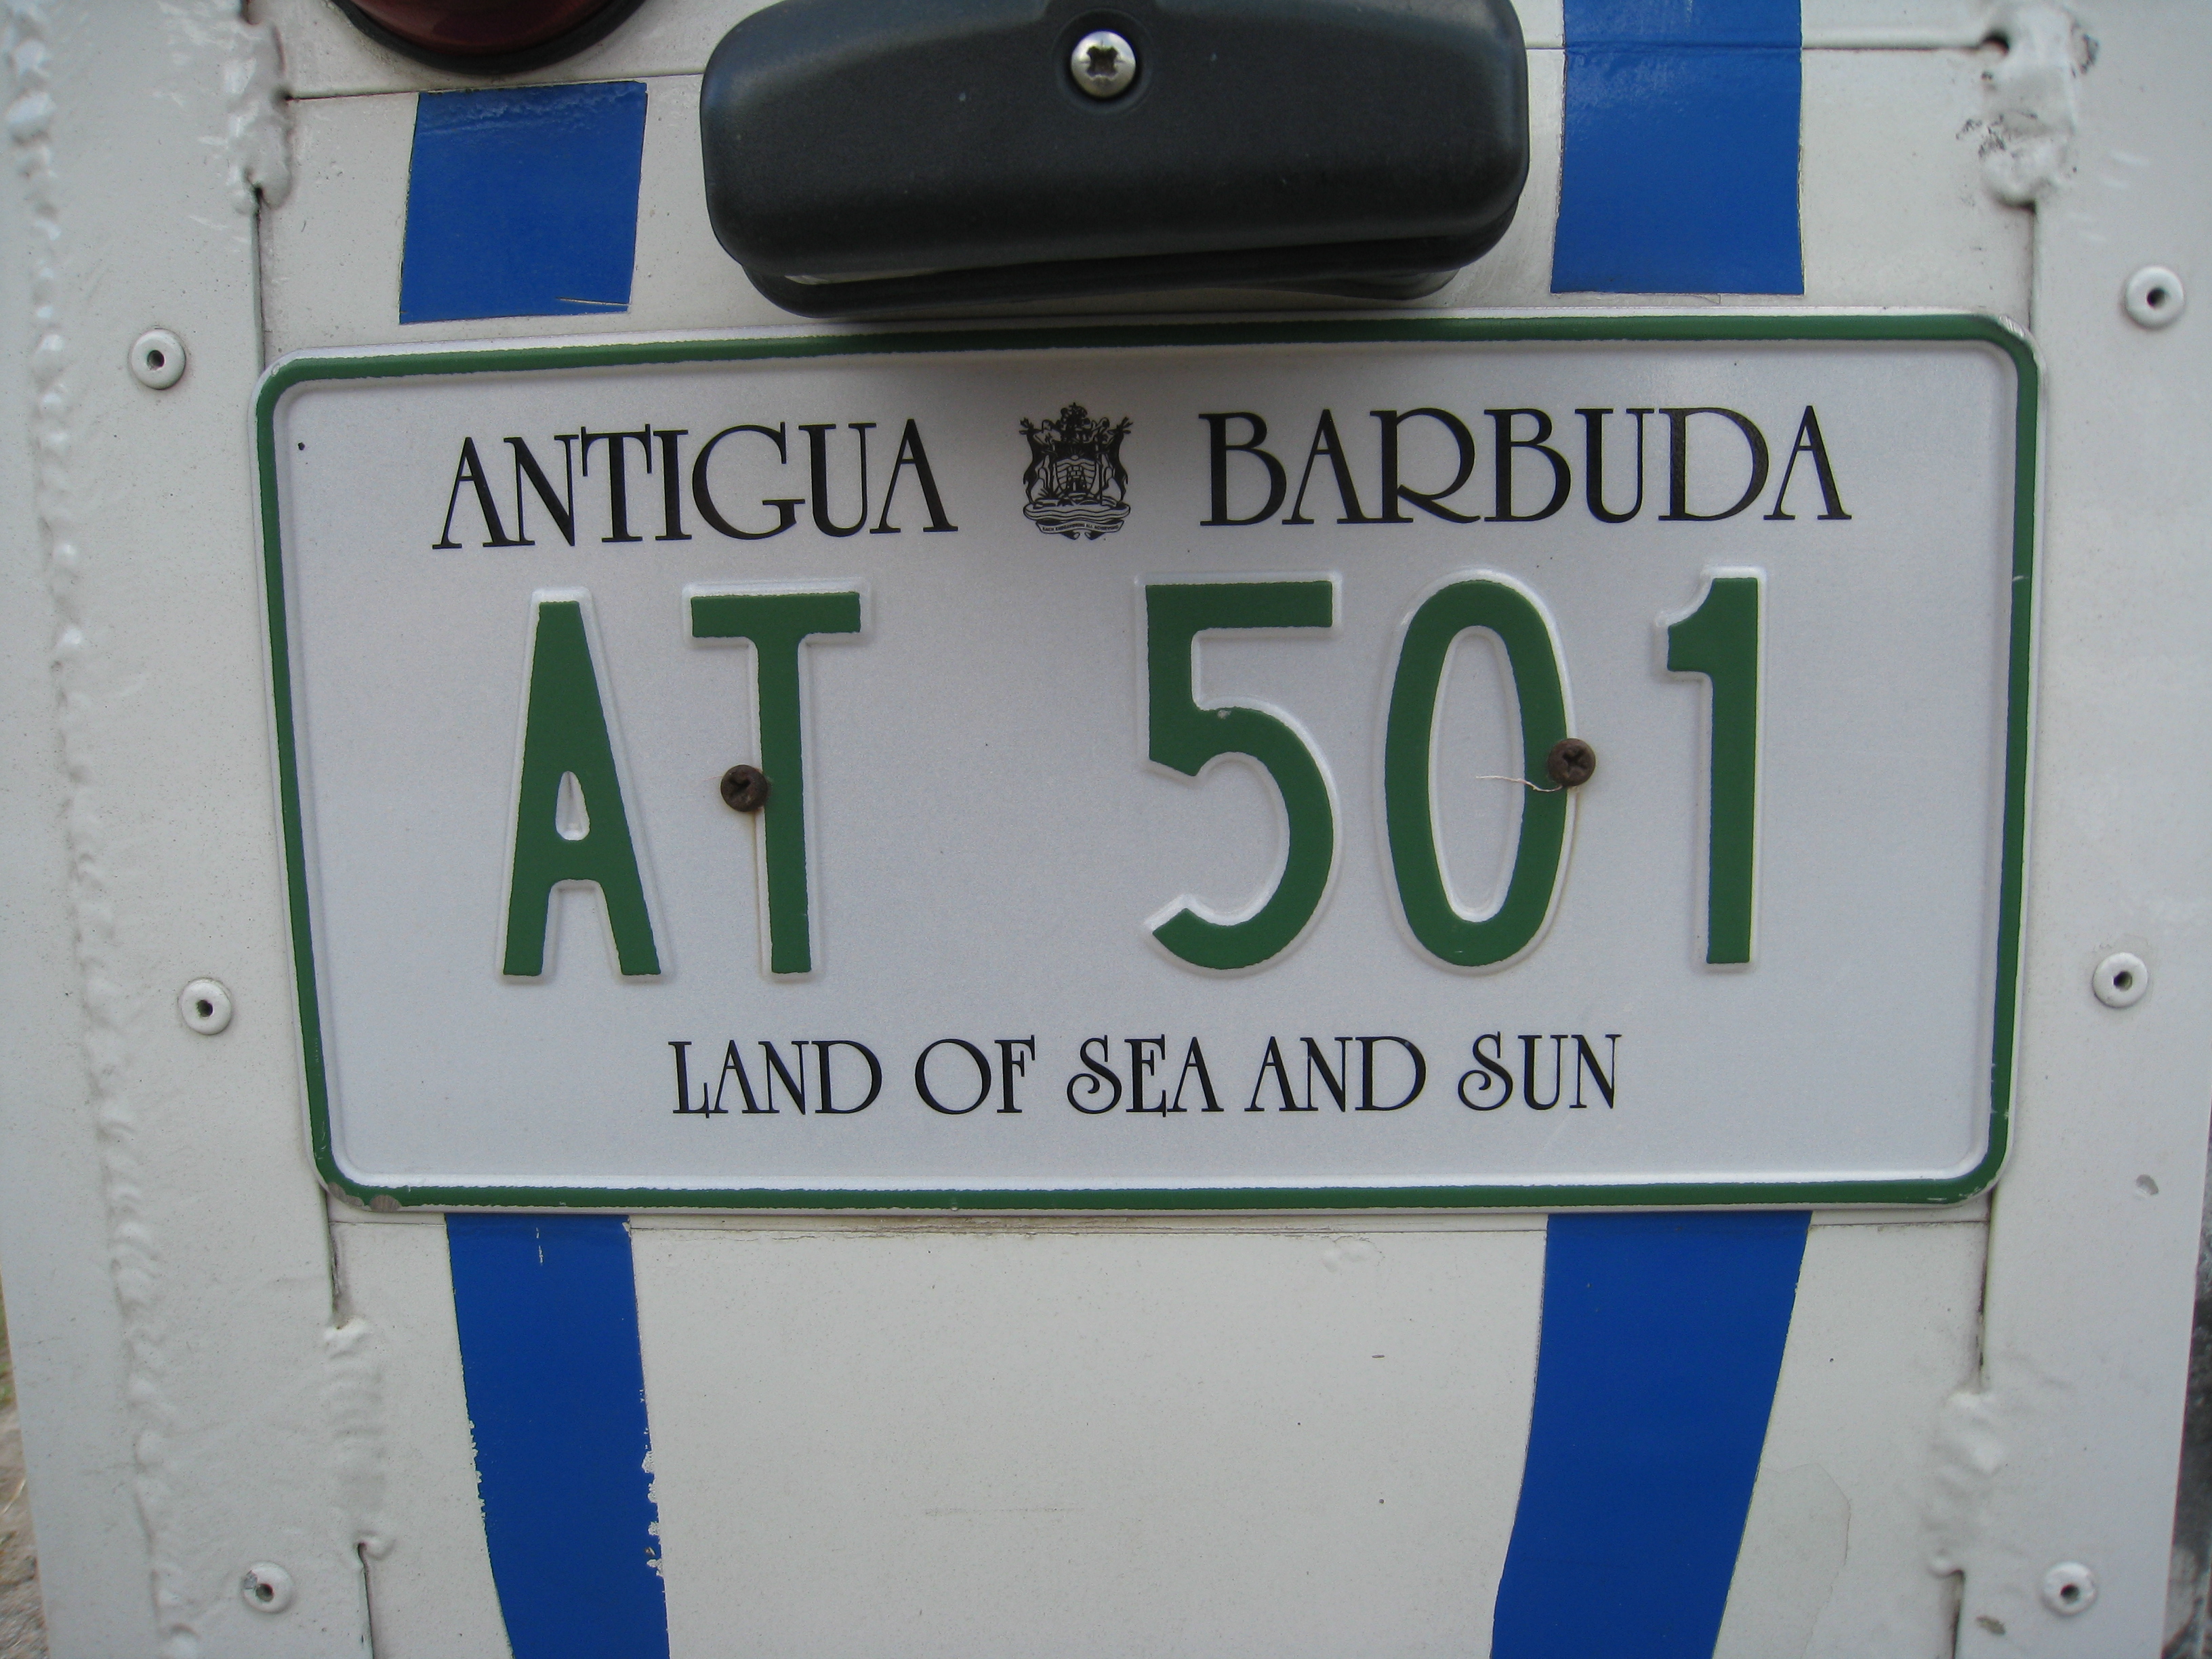 ANTIGUA BARBUDA
AT 501
LAND OF SEA AND SUN